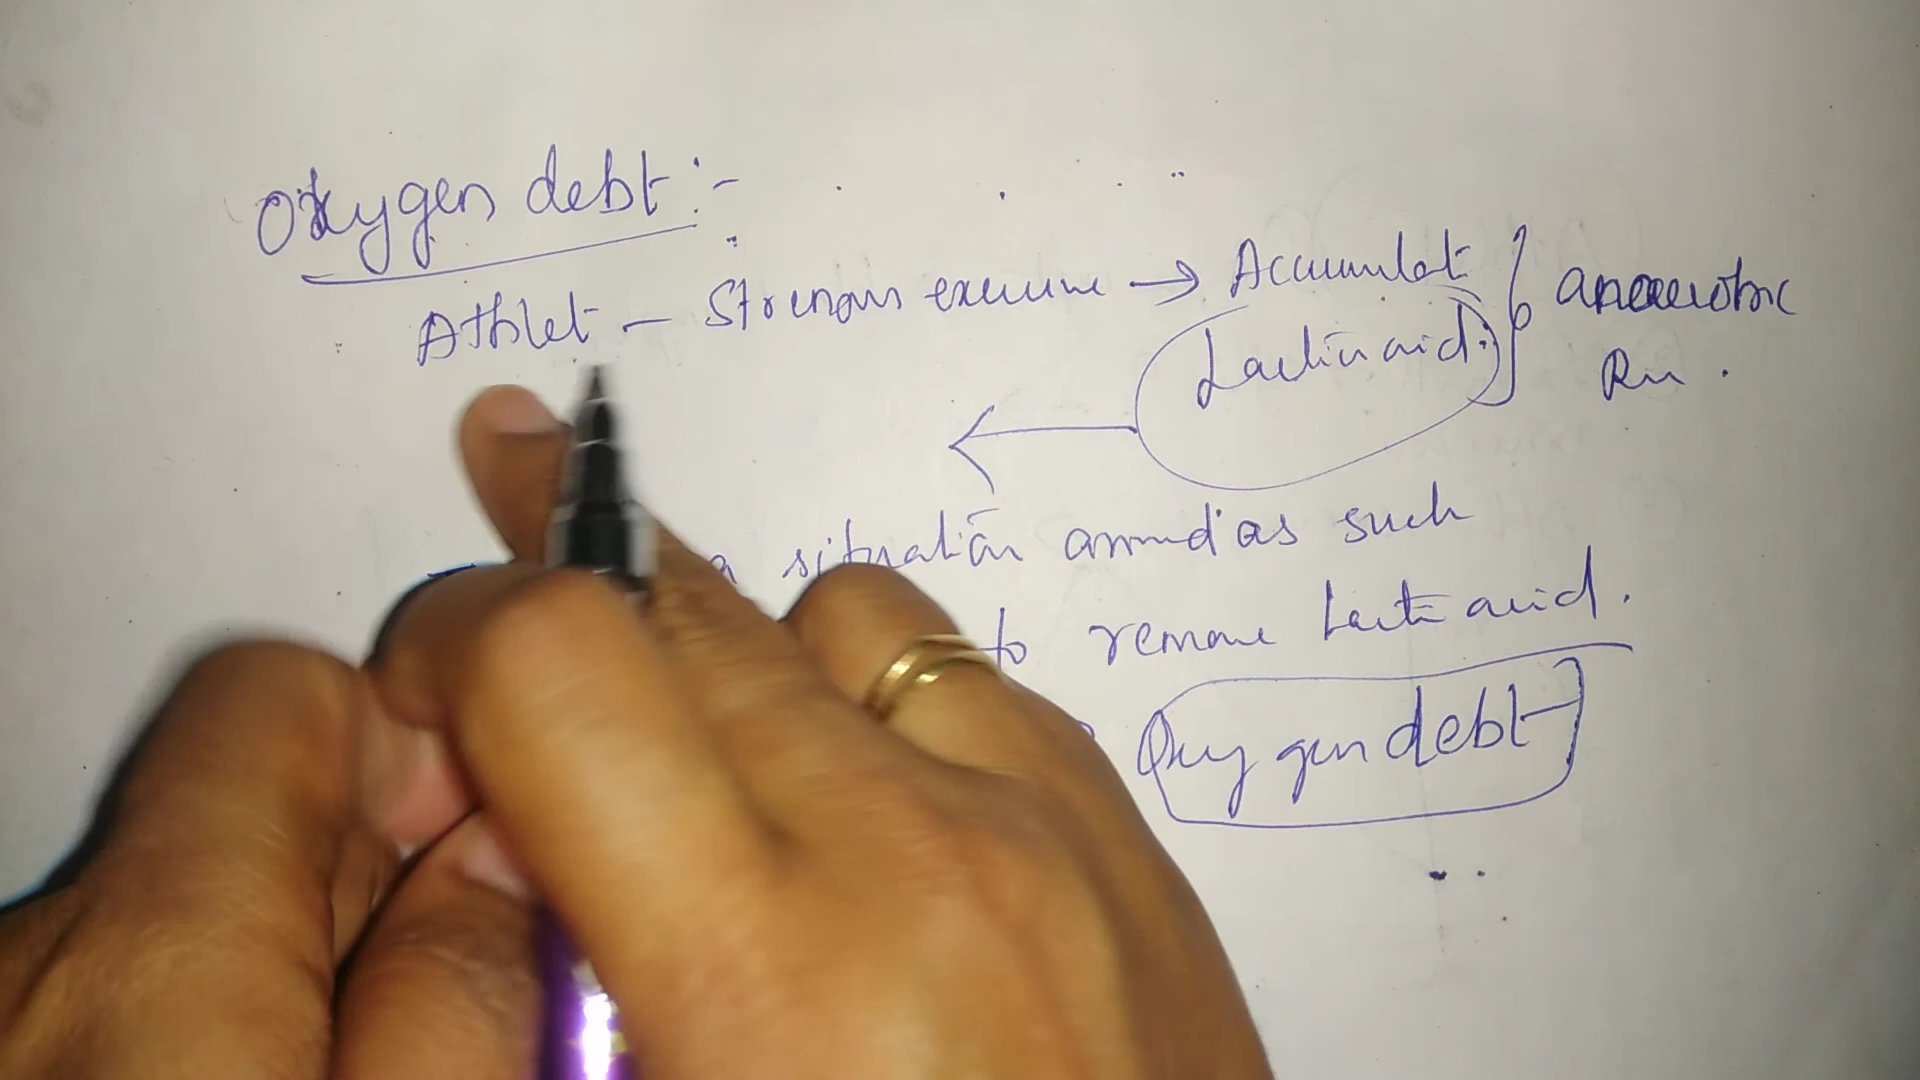 Oxygen debt :-
Athlet - Strenous exercise → Accumulat anaerobic
Lactic acid. Rn.
a situation as such
to remove Lactic acid.
Oxygen debt